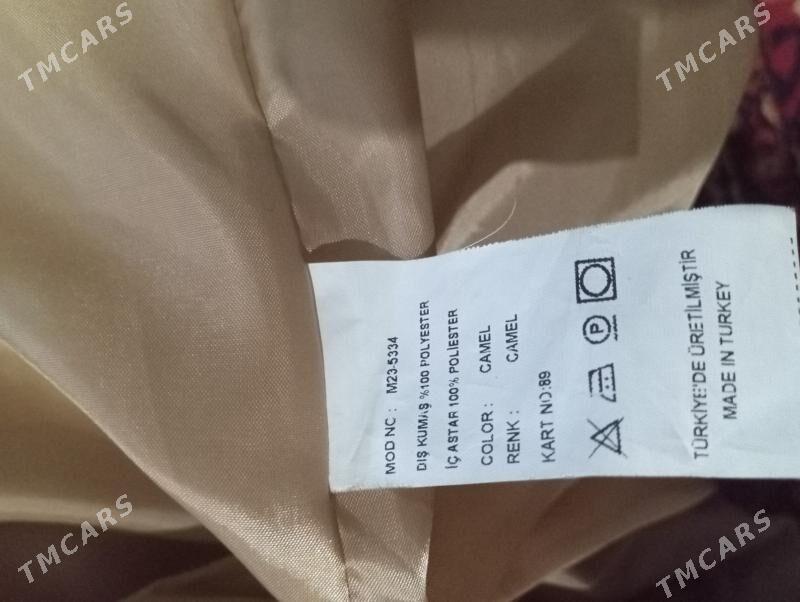 MOD NO : M23-5334
DIŞ KUMAŞ %100 POLYESTER
İÇ ASTAR 100% POLİESTER
COLOR : CAMEL
RENK : CAMEL
KART NO:89
P
TÜRKİYE'DE ÜRETİLMİŞTİR
MADE IN TURKEY
TMCARS
TMCARS
TMCARS
TMCARS